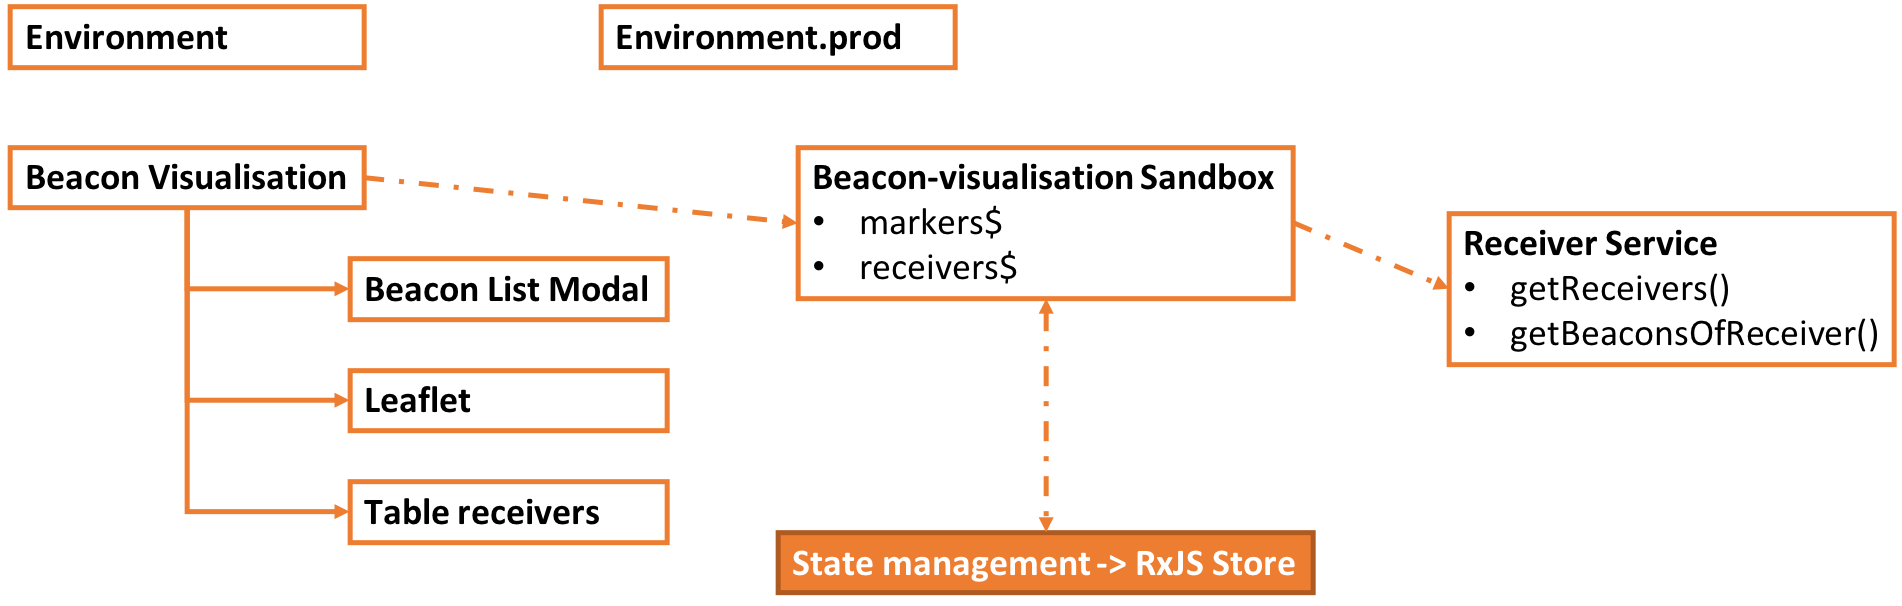 Environment
Environment.prod
Beacon Visualisation
Beacon List Modal
Leaflet
Table receivers
Beacon-visualisation Sandbox
• markers$
• receivers$
Receiver Service
• getReceivers()
• getBeaconsOfReceiver()
State management -> RxJS Store